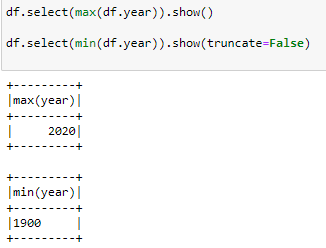 df.select(max(df.year)).show()
df.select(min(df.year)).show(truncate=False)
+---------+
|max(year)|
+---------+
|     2020|
+---------+
+---------+
|min(year)|
+---------+
|1900     |
+---------+